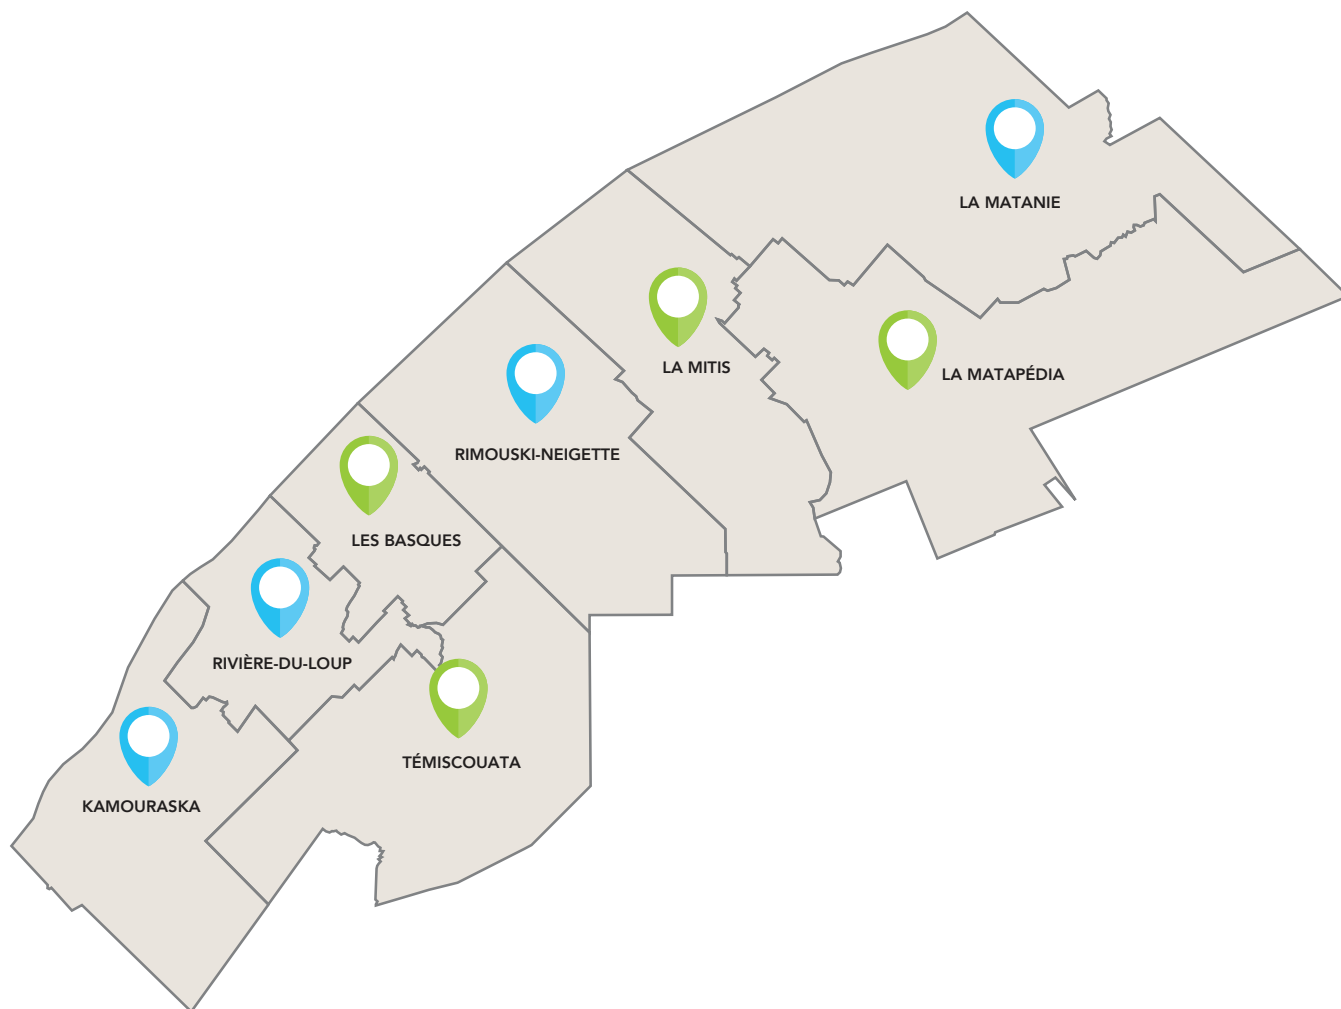 LA MATANIE
LA MITIS
LA MATAPÉDIA
RIMOUSKI-NEIGETTE
LES BASQUES
RIVIÈRE-DU-LOUP
TÉMISCOUATA
KAMOURASKA